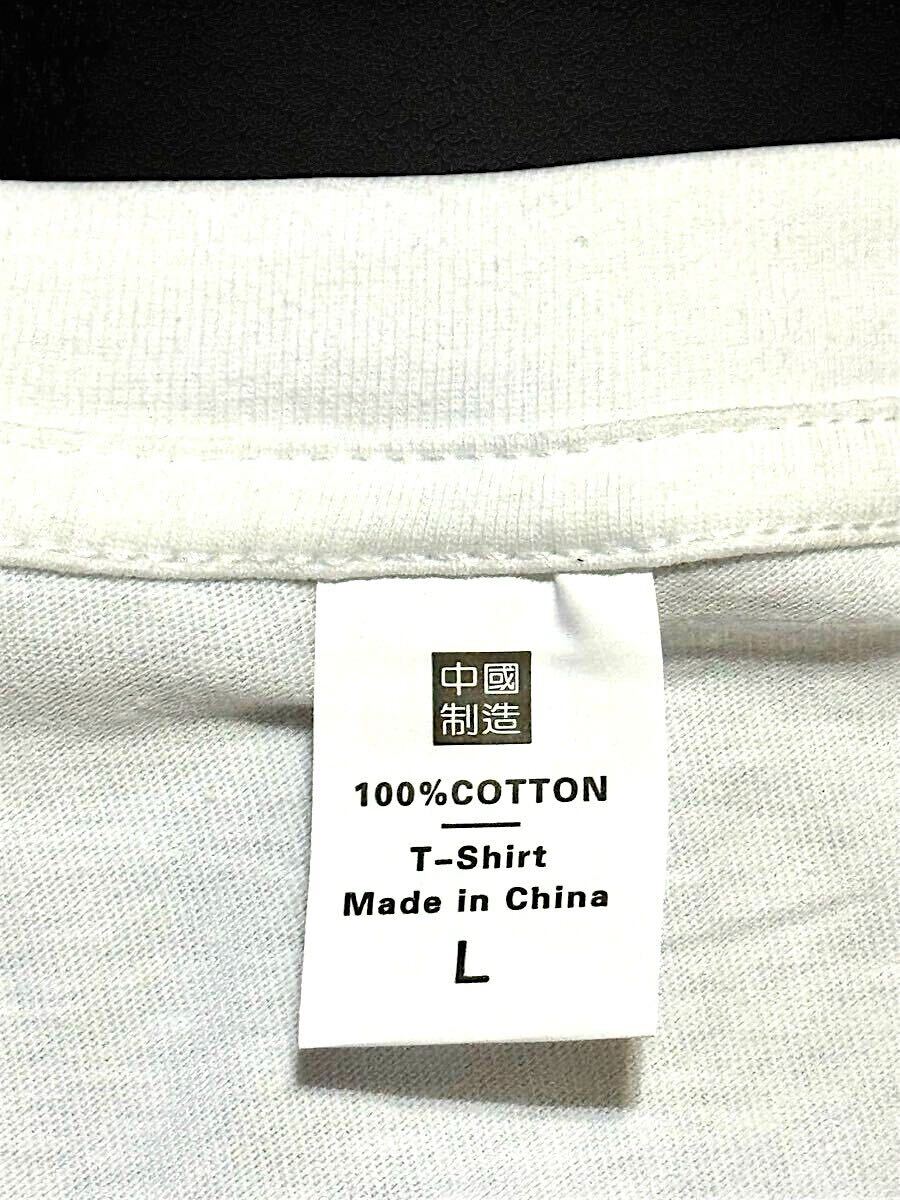 中國
制造
100%COTTON
T-Shirt
Made in China
L